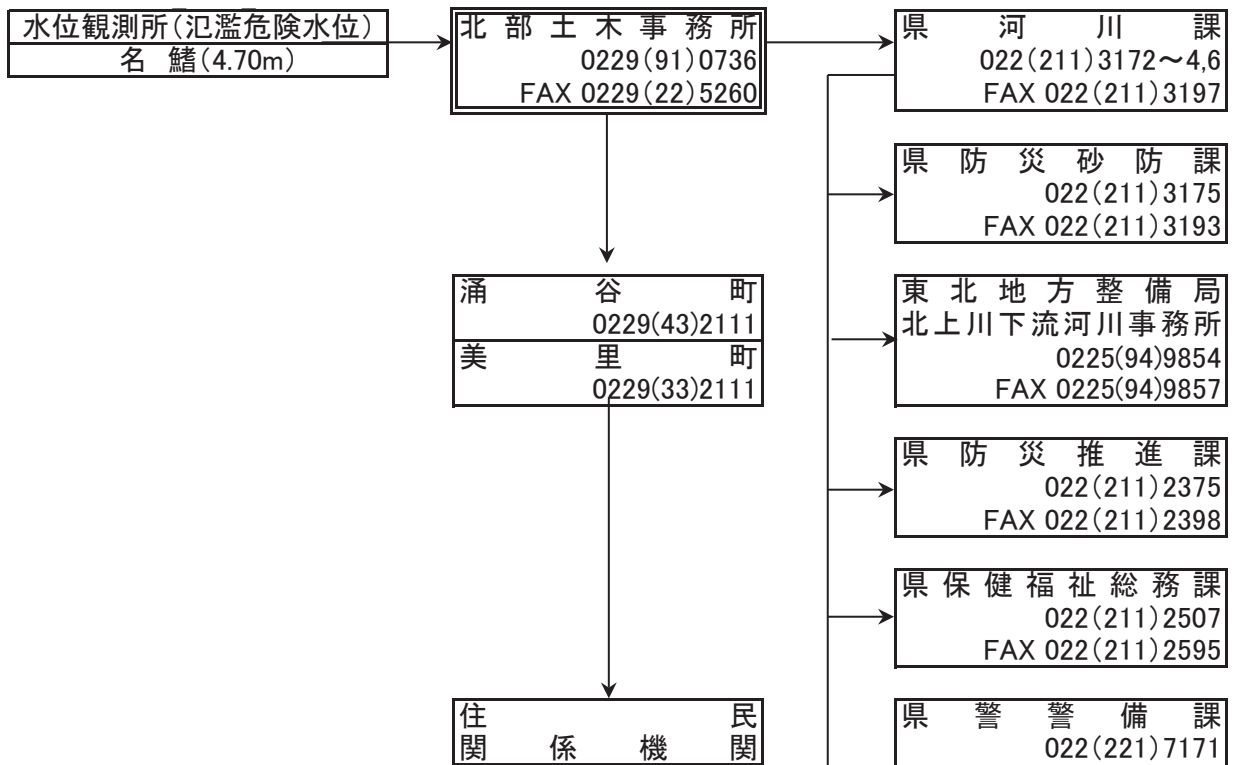 水位観測所(氾濫危険水位)
名 鰭(4.70m)
北部土木事務所
0229(91)0736
FAX 0229(22)5260
県河川課
022(211)3172～4,6
FAX 022(211)3197
県防災砂防課
022(211)3175
FAX 022(211)3193
涌谷町
0229(43)2111
美里町
0229(33)2111
東北地方整備局
北上川下流河川事務所
0225(94)9854
FAX 0225(94)9857
県防災推進課
022(211)2375
FAX 022(211)2398
県保健福祉総務課
022(211)2507
FAX 022(211)2595
住民
関係機関
県警警備課
022(221)7171